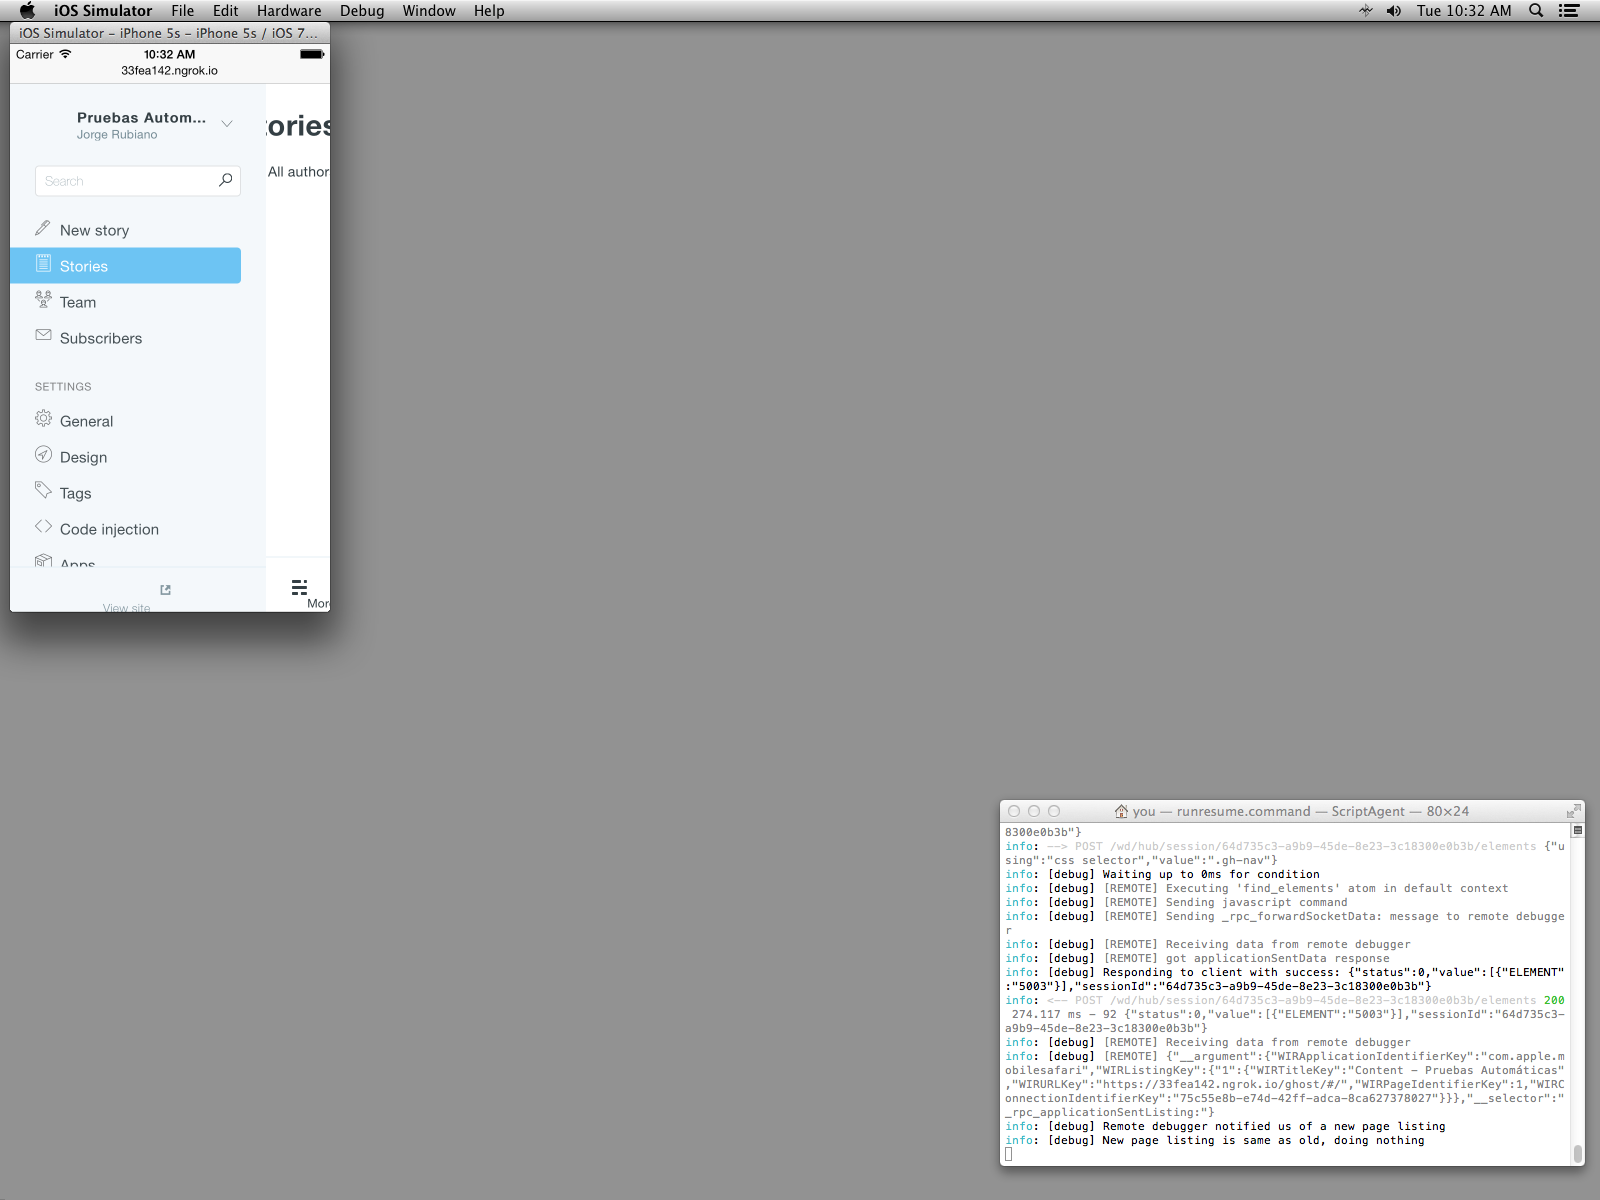 iOS Simulator File Edit Hardware Debug Window Help Tue 10:32 AM
iOS Simulator – iPhone 5s – iPhone 5s / iOS 7...
Carrier 10:32 AM
33fea142.ngrok.io
Pruebas Autom...
Jorge Rubiano
tories
All author
Search
New story
Stories
Team
Subscribers
SETTINGS
General
Design
Tags
Code injection
Apps
View site
Mor
you — runresume.command — ScriptAgent — 80×24
8300e0b3b"}
info: --> POST /wd/hub/session/64d735c3-a9b9-45de-8e23-3c18300e0b3b/elements {"u
sing":"css selector","value":".gh-nav"}
info: [debug] Waiting up to 0ms for condition
info: [debug] [REMOTE] Executing 'find_elements' atom in default context
info: [debug] [REMOTE] Sending javascript command
info: [debug] [REMOTE] Sending _rpc_forwardSocketData: message to remote debugge
r
info: [debug] [REMOTE] Receiving data from remote debugger
info: [debug] [REMOTE] got applicationSentData response
info: [debug] Responding to client with success: {"status":0,"value":[{"ELEMENT"
:"5003"}],"sessionId":"64d735c3-a9b9-45de-8e23-3c18300e0b3b"}
info: <-- POST /wd/hub/session/64d735c3-a9b9-45de-8e23-3c18300e0b3b/elements 200
274.117 ms - 92 {"status":0,"value":[{"ELEMENT":"5003"}],"sessionId":"64d735c3-
a9b9-45de-8e23-3c18300e0b3b"}
info: [debug] [REMOTE] Receiving data from remote debugger
info: [debug] [REMOTE] {"__argument":{"WIRApplicationIdentifierKey":"com.apple.m
obilesafari","WIRListingKey":{"1":{"WIRTitleKey":"Content - Pruebas Automáticas"
,"WIRURLKey":"https://33fea142.ngrok.io/ghost/#/","WIRPageIdentifierKey":1,"WIRC
onnectionIdentifierKey":"75c55e8b-e74d-42ff-adca-8ca627378027"}}},"__selector":"
_rpc_applicationSentListing:"}
info: [debug] Remote debugger notified us of a new page listing
info: [debug] New page listing is same as old, doing nothing